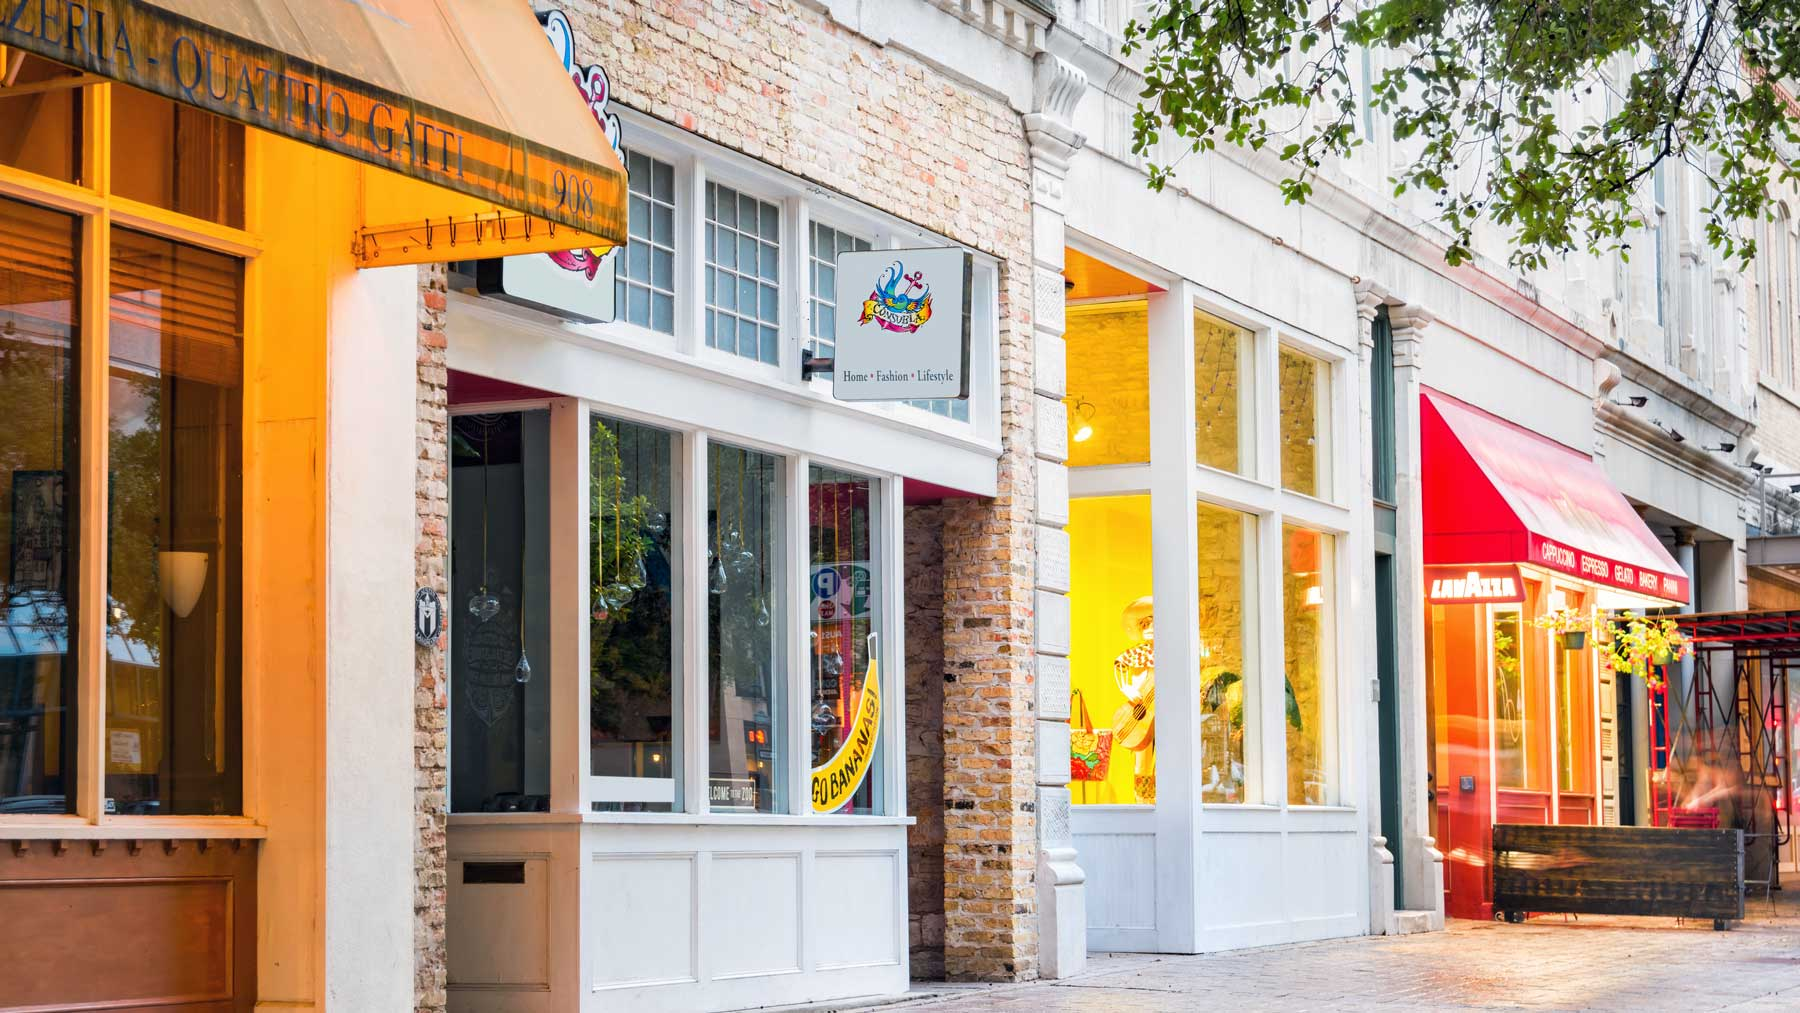 ZERIA - QUATTRO GATTI 908
CONSUELA
Home • Fashion • Lifestyle
GO BANANAS!
WELCOME TO THE ZOO
CAPPUCCINO ESPRESSO GELATO BAKERY PANINI
LAVAZZA